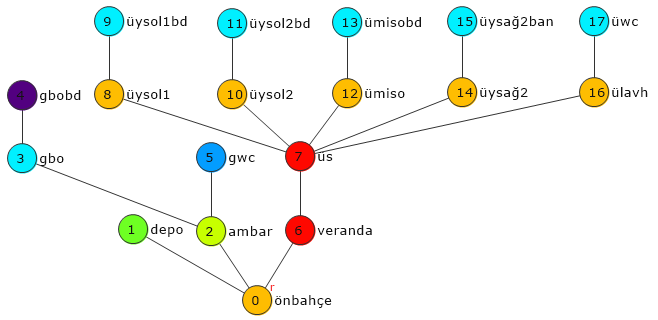 9 üysol1bd 11 üysol2bd 13 ümisobd 15 üysağ2ban 17 üwc
4 gbobd 8 üysol1 10 üysol2 12 ümiso 14 üysağ2 16 ülavh
3 gbo 5 gwc 7 üs
1 depo 2 ambar 6 veranda
r
0 önbahçe